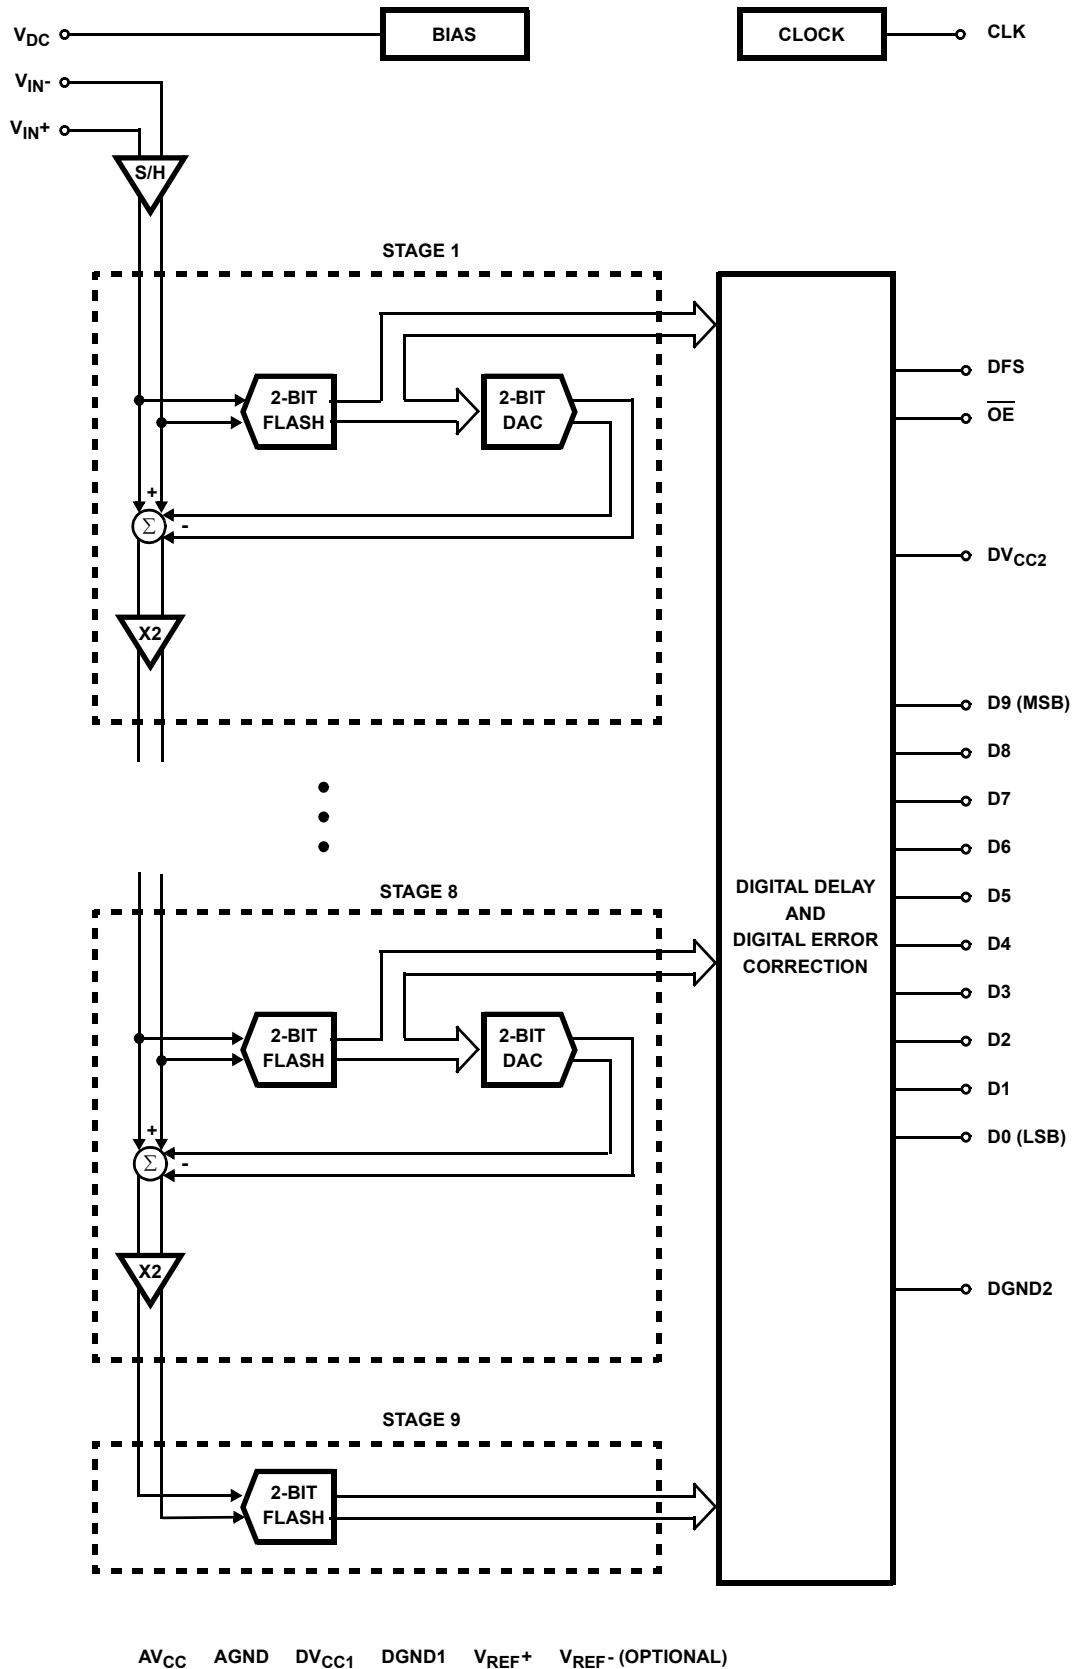 V_DC BIAS CLOCK CLK
V_IN-
V_IN+
S/H
STAGE 1
2-BIT FLASH
2-BIT DAC
+
Σ -
X2
STAGE 8
2-BIT FLASH
2-BIT DAC
+
Σ -
X2
STAGE 9
2-BIT FLASH
DIGITAL DELAY
AND
DIGITAL ERROR
CORRECTION
DFS
O̅E̅
DV_CC2
D9 (MSB)
D8
D7
D6
D5
D4
D3
D2
D1
D0 (LSB)
DGND2
AV_CC AGND DV_CC1 DGND1 V_REF+ V_REF- (OPTIONAL)